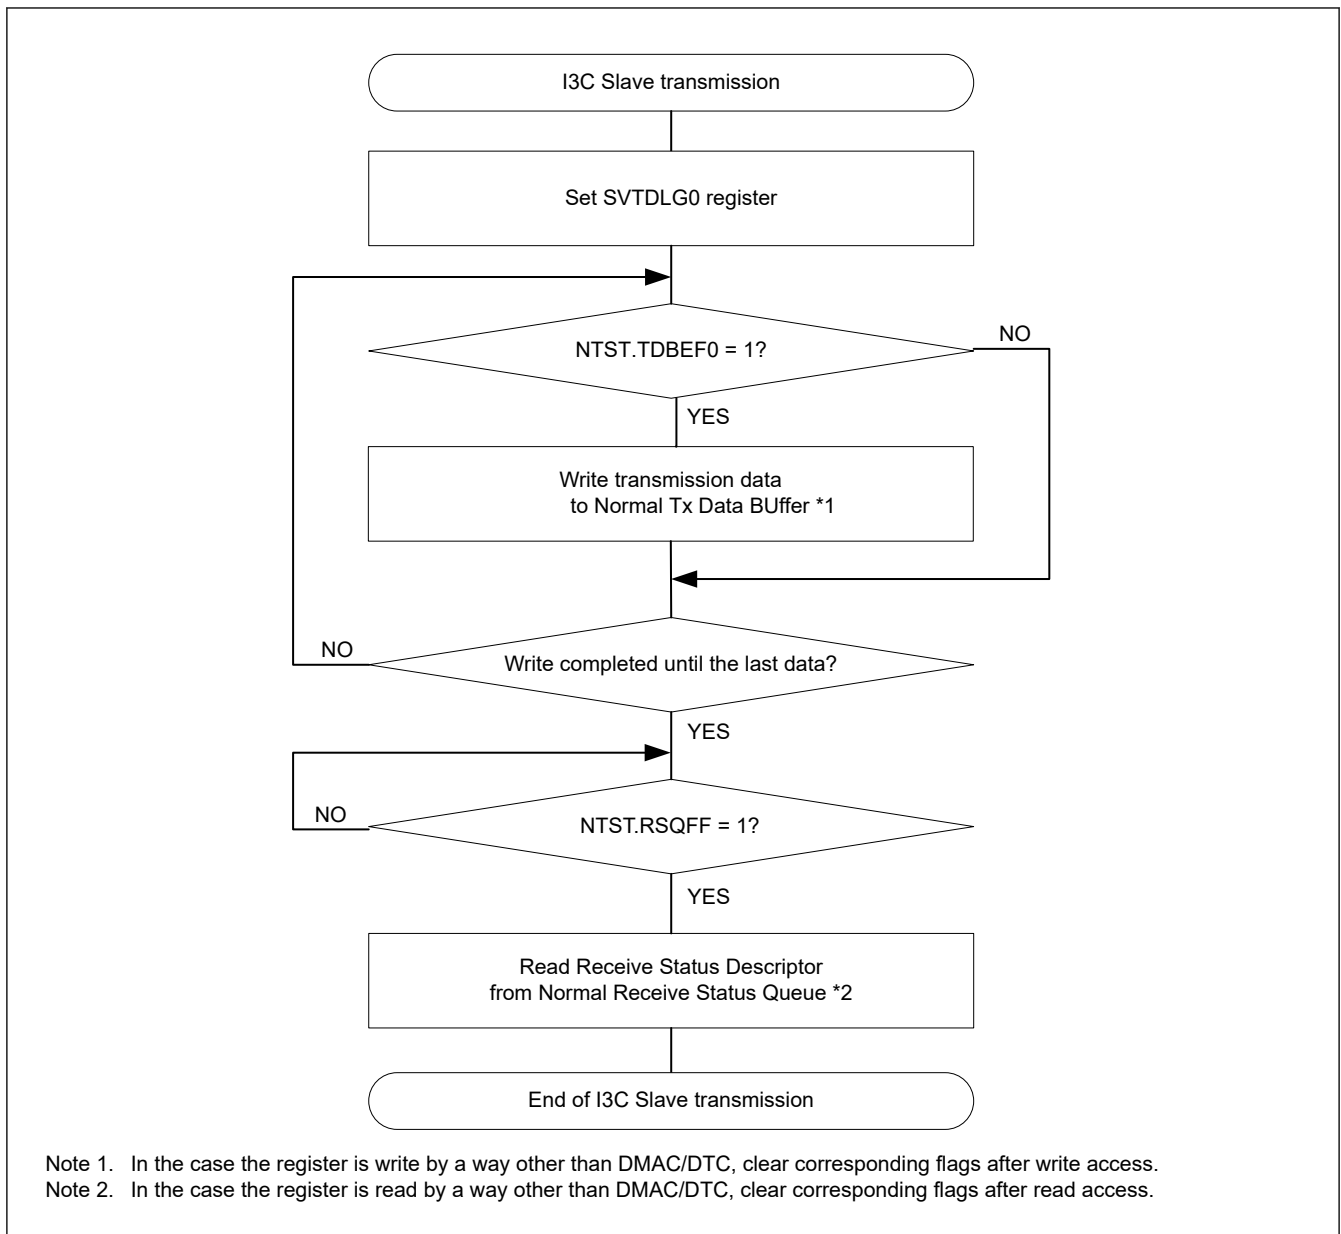 I3C Slave transmission
Set SVTDLG0 register
NTST.TDBEF0 = 1?
NO
YES
Write transmission data
to Normal Tx Data BUffer *1
NO
Write completed until the last data?
YES
NO
NTST.RSQFF = 1?
YES
Read Receive Status Descriptor
from Normal Receive Status Queue *2
End of I3C Slave transmission
Note 1. In the case the register is write by a way other than DMAC/DTC, clear corresponding flags after write access.
Note 2. In the case the register is read by a way other than DMAC/DTC, clear corresponding flags after read access.